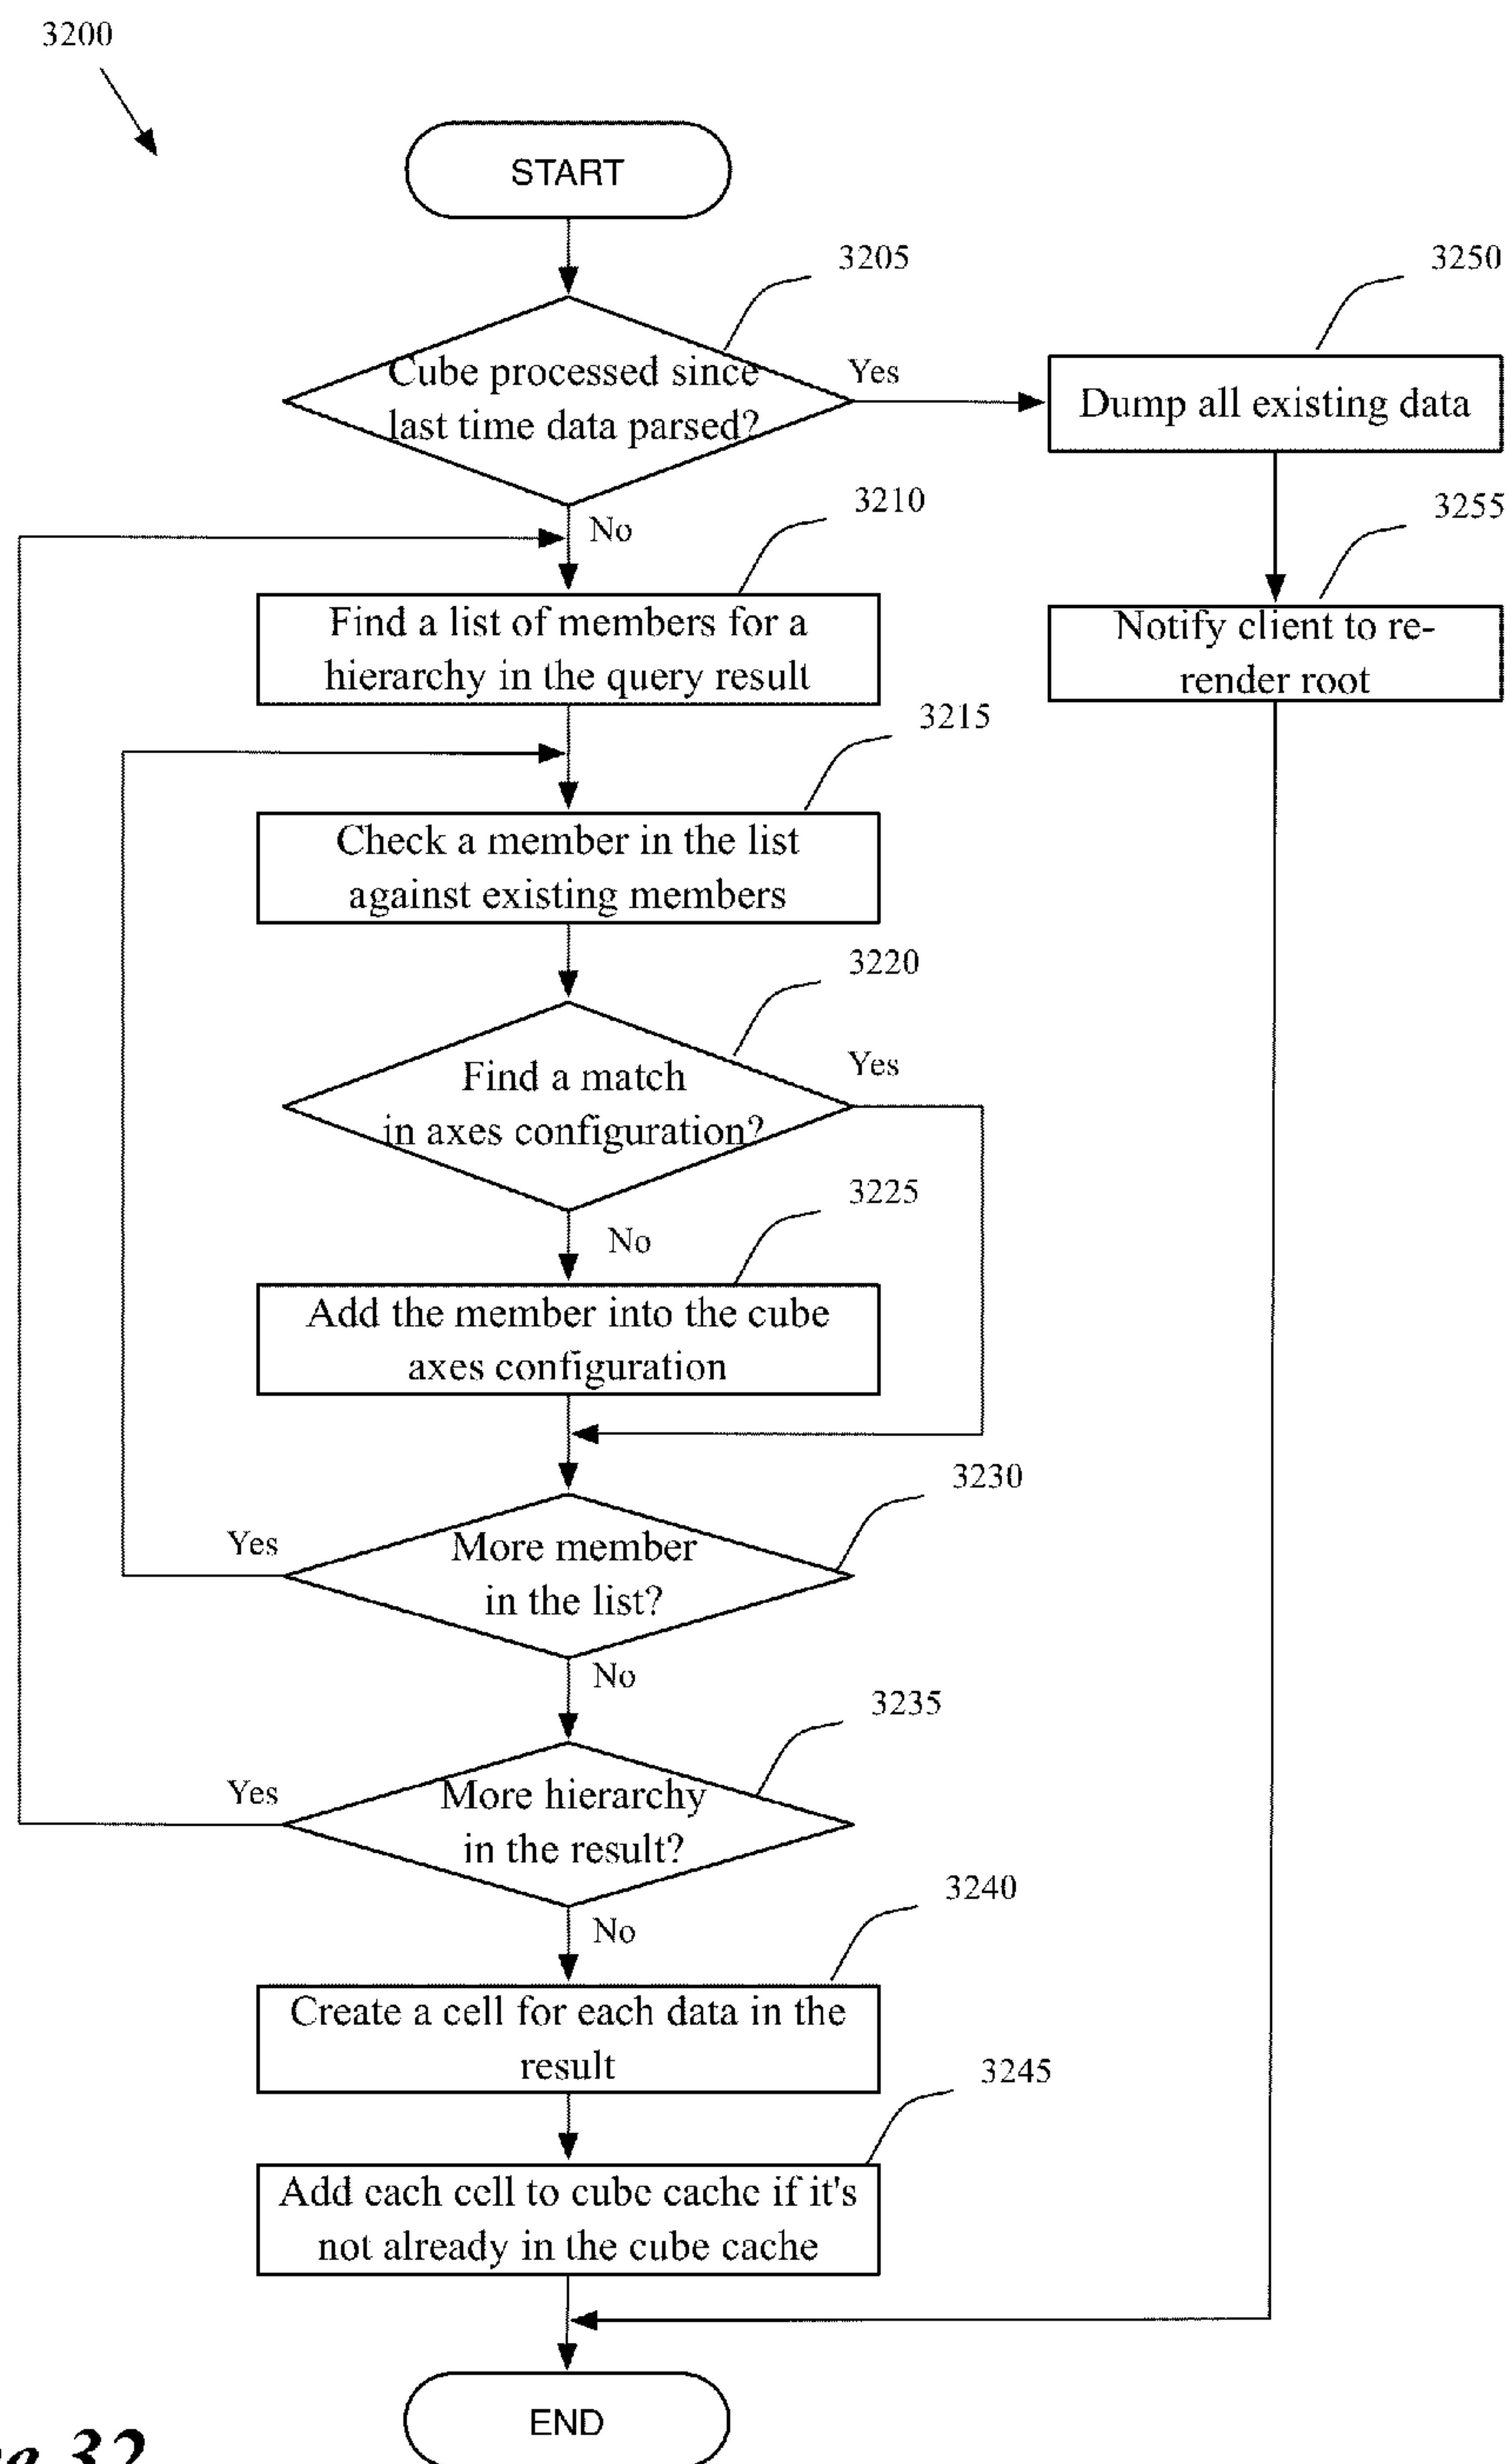 3200
START
3205
3250
Cube processed since
last time data parsed?
Yes
Dump all existing data
No
3210
3255
Find a list of members for a
hierarchy in the query result
Notify client to re-
render root
3215
Check a member in the list
against existing members
3220
Find a match
in axes configuration?
Yes
3225
No
Add the member into the cube
axes configuration
3230
Yes
More member
in the list?
No
3235
Yes
More hierarchy
in the result?
3240
No
Create a cell for each data in the
result
3245
Add each cell to cube cache if it's
not already in the cube cache
END
32